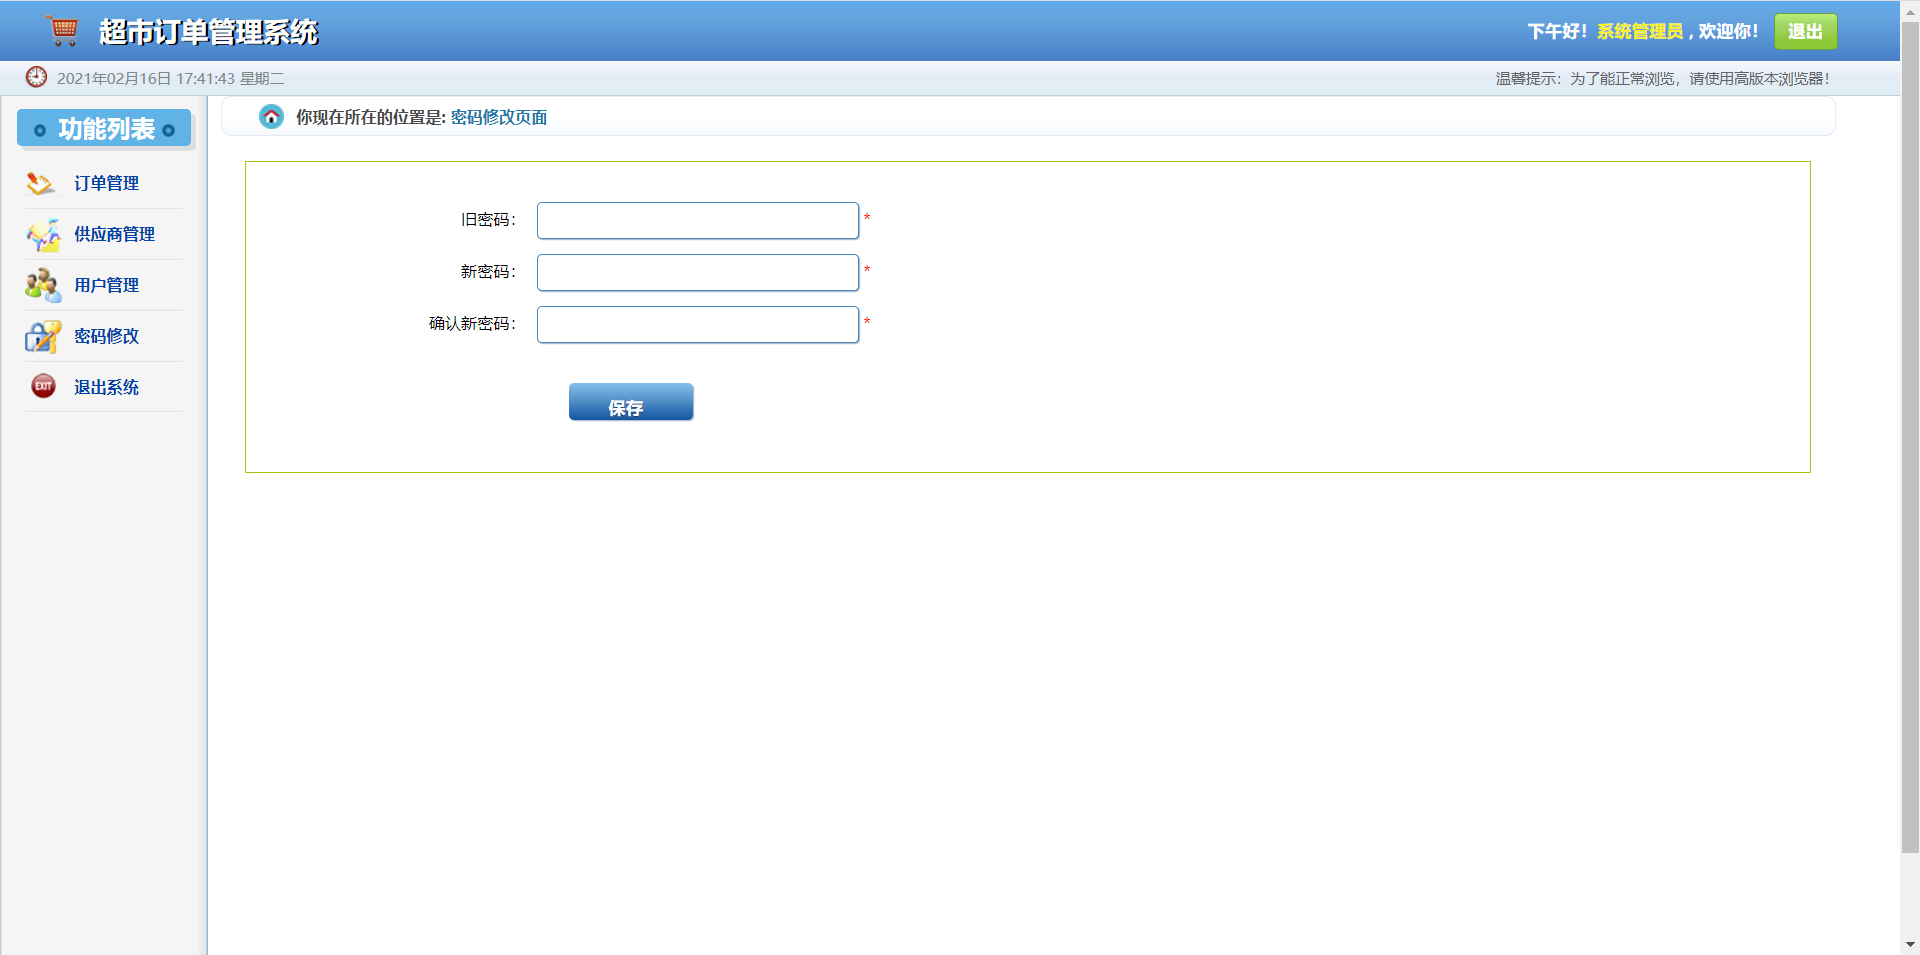 超市订单管理系统
下午好！系统管理员 , 欢迎你！
退出
2021年02月16日 17:41:43 星期二
温馨提示：为了能正常浏览，请使用高版本浏览器！
功能列表
订单管理
供应商管理
用户管理
密码修改
EXIT 退出系统
你现在所在的位置是: 密码修改页面
旧密码： *
新密码： *
确认新密码： *
保存